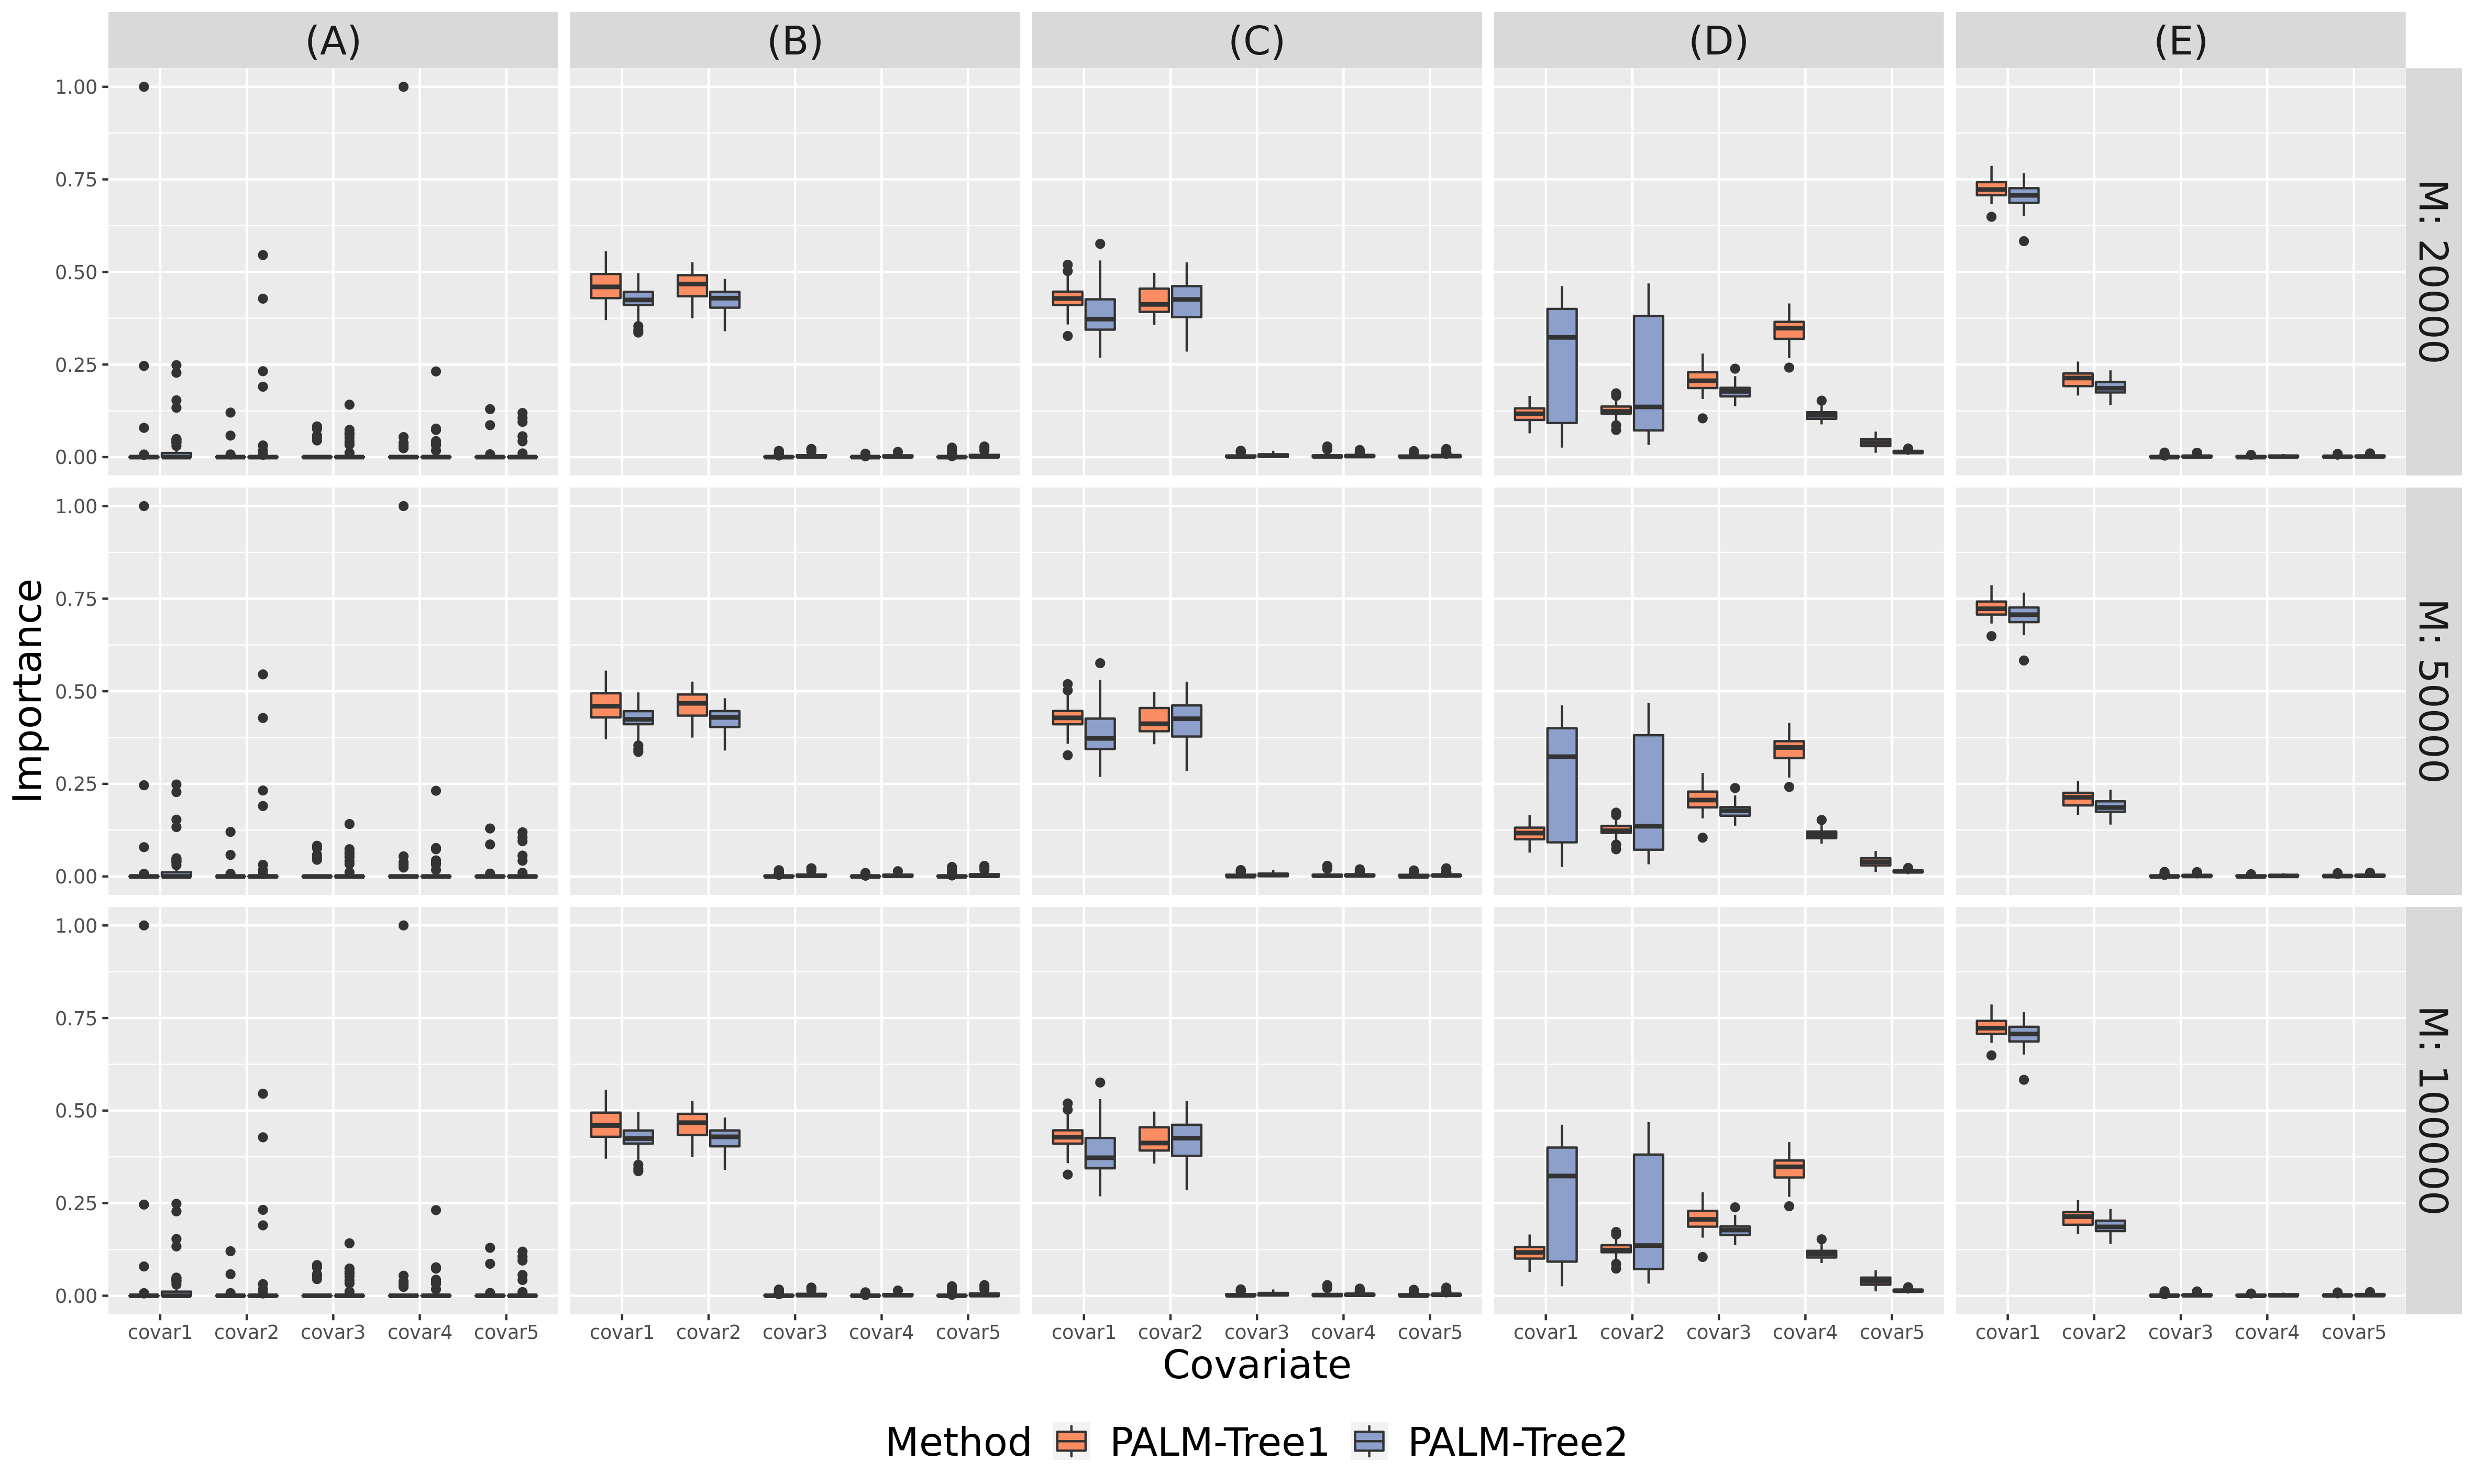 (A) (B) (C) (D) (E)
1.00
0.75
0.50
0.25
0.00
M: 20000
1.00
0.75
0.50
0.25
0.00
M: 50000
1.00
0.75
0.50
0.25
0.00
M: 100000
Importance
covar1 covar2 covar3 covar4 covar5 covar1 covar2 covar3 covar4 covar5 covar1 covar2 covar3 covar4 covar5 covar1 covar2 covar3 covar4 covar5 covar1 covar2 covar3 covar4 covar5
Covariate
Method PALM-Tree1 PALM-Tree2